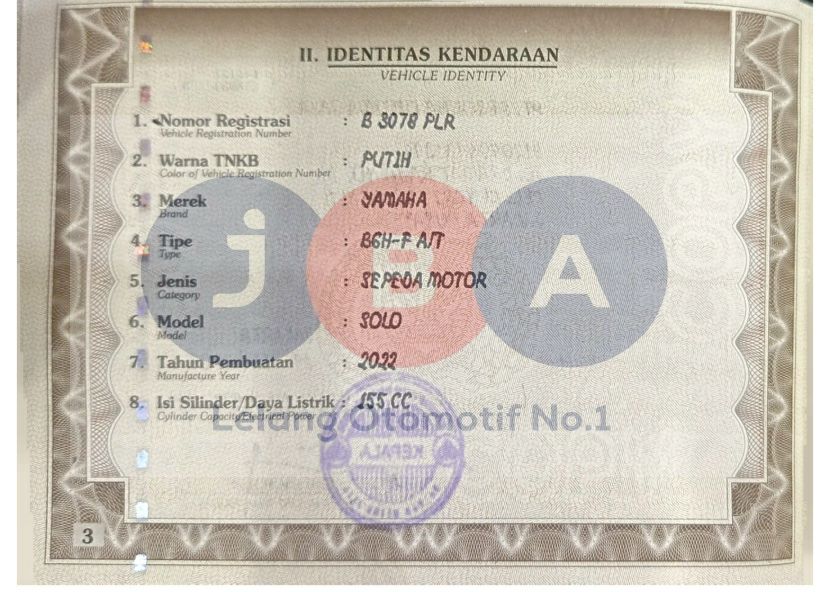 II. IDENTITAS KENDARAAN
VEHICLE IDENTITY
1. Nomor Registrasi : B 3078 PLR
Vehicle Registration Number
2. Warna TNKB : PUTIH
Color of Vehicle Registration Number
3. Merek : YAMAHA
Brand
4. Tipe : BGH-F A/T
Type
5. Jenis : SEPEDA MOTOR
Category
6. Model : SOLO
Model
7. Tahun Pembuatan : 2022
Manufacture Year
8. Isi Silinder/Daya Listrik : 155 CC
Cylinder Capacity/Electrical Power
JBA
Lelang Otomotif No.1
KEPALA
3